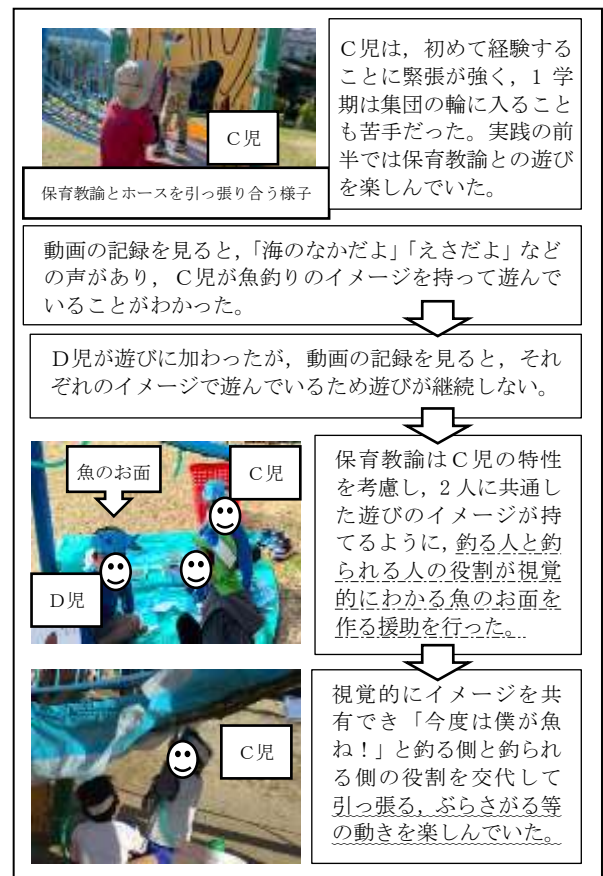 C児は，初めて経験する
ことに緊張が強く，1 学
期は集団の輪に入ること
も苦手だった。実践の前
半では保育教諭との遊び
を楽しんでいた。
C児
保育教諭とホースを引っ張り合う様子
動画の記録を見ると，「海のなかだよ」「えさだよ」など
の声があり，C児が魚釣りのイメージを持って遊んで
いることがわかった。
D児が遊びに加わったが，動画の記録を見ると，それ
ぞれのイメージで遊んでいるため遊びが継続しない。
魚のお面
C児
D児
保育教諭はC児の特性
を考慮し，2 人に共通し
た遊びのイメージが持
てるように，釣る人と釣
られる人の役割が視覚
的にわかる魚のお面を
作る援助を行った。
C児
視覚的にイメージを共
有でき「今度は僕が魚
ね！」と釣る側と釣られ
る側の役割を交代して
引っ張る，ぶらさがる等
の動きを楽しんでいた。